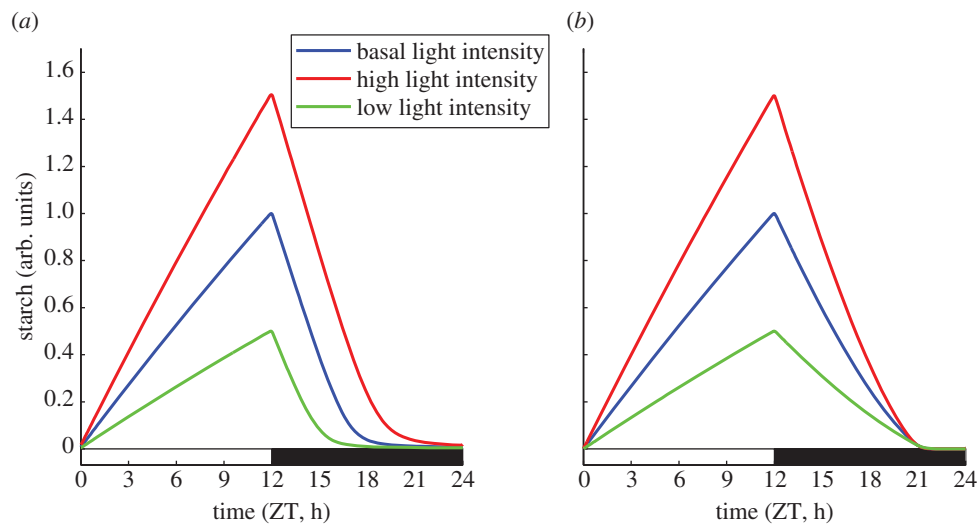 (a)
(b)
1.6
1.4
1.2
1.0
0.8
0.6
0.4
0.2
0
starch (arb. units)
basal light intensity
high light intensity
low light intensity
0 3 6 9 12 15 18 21 24
time (ZT, h)
0 3 6 9 12 15 18 21 24
time (ZT, h)